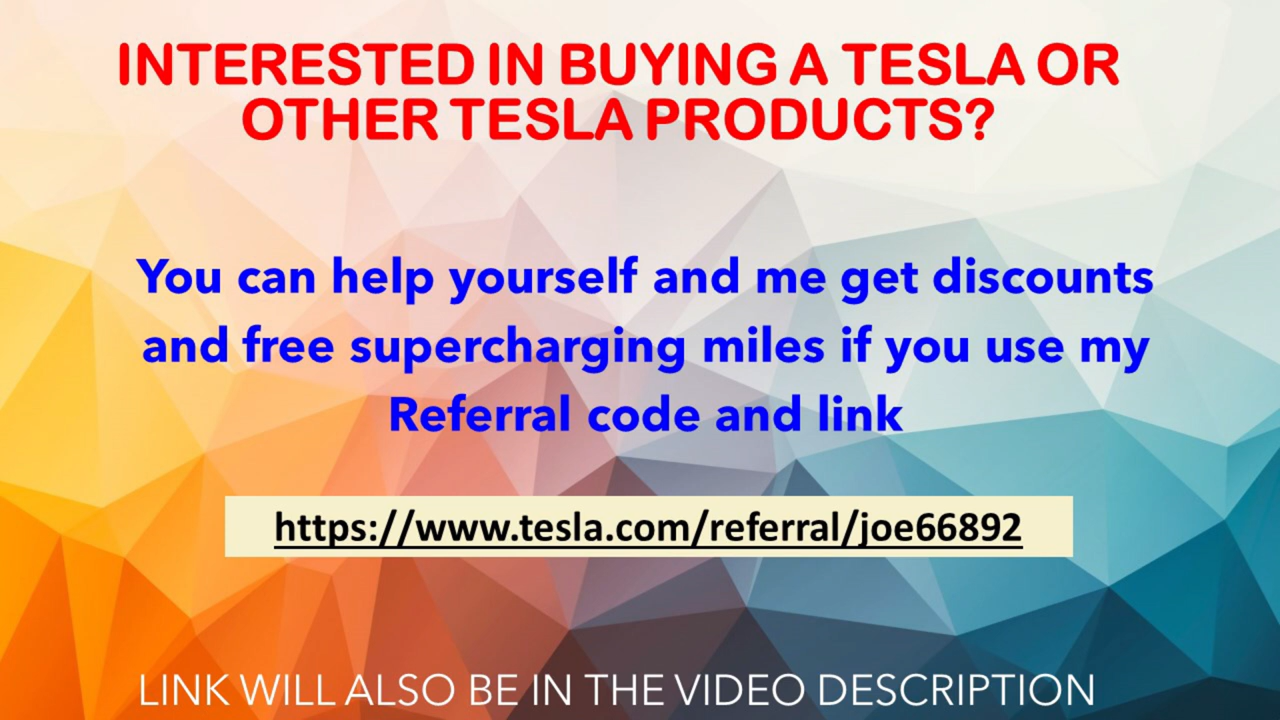 INTERESTED IN BUYING A TESLA OR
OTHER TESLA PRODUCTS?
You can help yourself and me get discounts
and free supercharging miles if you use my
Referral code and link
https://www.tesla.com/referral/joe66892
LINK WILL ALSO BE IN THE VIDEO DESCRIPTION